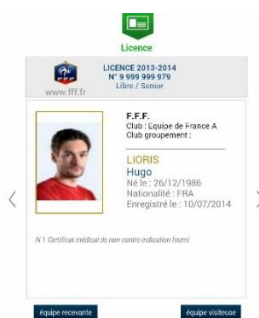 Licence
LICENCE 2013-2014
N° 9 999 999 979
Libre / Senior
www.fff.fr
F.F.F.
Club : Equipe de France A
Club groupement :
LIORIS
Hugo
Né le : 26/12/1986
Nationalité : FRA
Enregistré le : 10/07/2014
N 1 Certificat médical de non contre-indication fourni
équipe recevante
équipe visiteuse